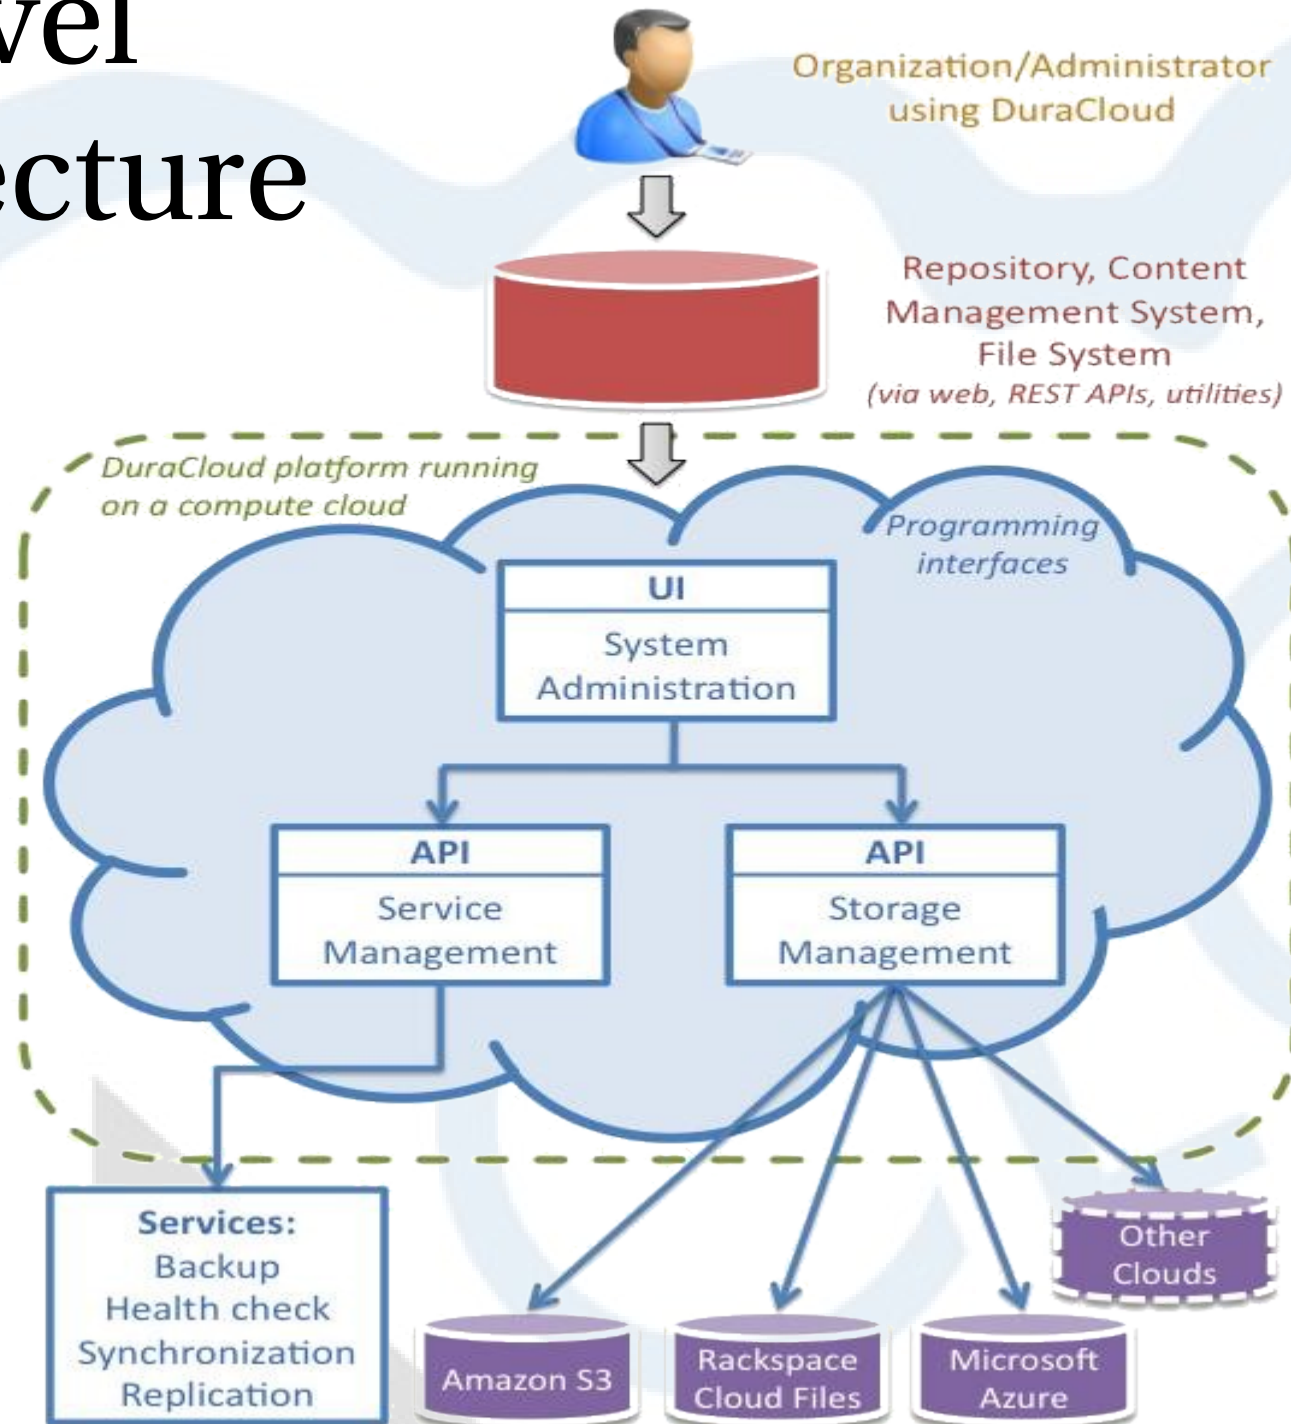 vel
ecture
Organization/Administrator
using DuraCloud
Repository, Content
Management System,
File System
(via web, REST APIs, utilities)
DuraCloud platform running
on a compute cloud
Programming
interfaces
UI
System
Administration
API
Service
Management
API
Storage
Management
Services:
Backup
Health check
Synchronization
Replication
Amazon S3
Rackspace
Cloud Files
Microsoft
Azure
Other
Clouds